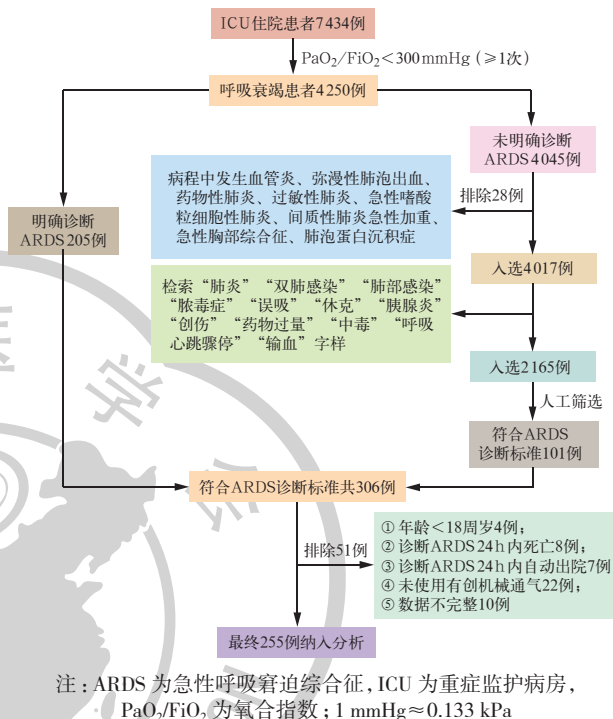 ICU住院患者7434例
PaO₂/FiO₂<300mmHg（≥1次）
呼吸衰竭患者4250例
未明确诊断
ARDS4045例
病程中发生血管炎、弥漫性肺泡出血、
药物性肺炎、过敏性肺炎、急性嗜酸
粒细胞性肺炎、间质性肺炎急性加重、
急性胸部综合征、肺泡蛋白沉积症
排除28例
明确诊断
ARDS205例
入选4017例
检索“肺炎”“双肺感染”“肺部感染”
“脓毒症”“误吸”“休克”“胰腺炎”
“创伤”“药物过量”“中毒”“呼吸
心跳骤停”“输血”字样
入选2165例
人工筛选
符合ARDS
诊断标准101例
符合ARDS诊断标准共306例
排除51例
①年龄<18周岁4例；
②诊断ARDS24h内死亡8例；
③诊断ARDS24h内自动出院7例
④未使用有创机械通气22例；
⑤数据不完整10例
最终255例纳入分析
注：ARDS为急性呼吸窘迫综合征，ICU为重症监护病房，
PaO₂/FiO₂为氧合指数；1 mmHg≈0.133 kPa
学
会